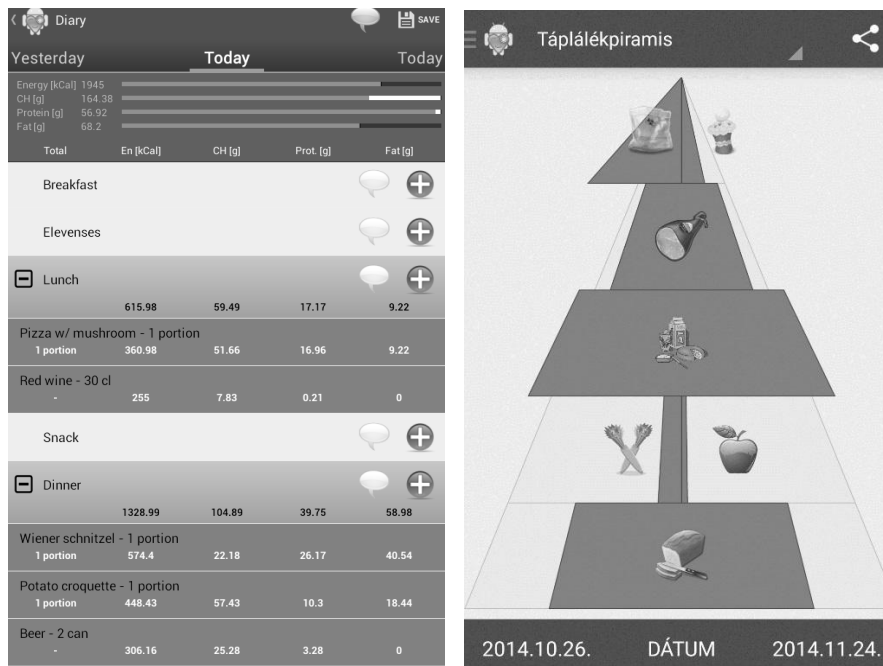 Diary
SAVE
Yesterday Today Today
Energy [kCal] 1945
CH [g] 164.38
Protein [g] 56.92
Fat [g] 68.2
Total En [kCal] CH [g] Prot. [g] Fat [g]
Breakfast
Elevenses
Lunch
615.98 59.49 17.17 9.22
Pizza w/ mushroom - 1 portion
1 portion 360.98 51.66 16.96 9.22
Red wine - 30 cl
- 255 7.83 0.21 0
Snack
Dinner
1328.99 104.89 39.75 58.98
Wiener schnitzel - 1 portion
1 portion 574.4 22.18 26.17 40.54
Potato croquette - 1 portion
1 portion 448.43 57.43 10.3 18.44
Beer - 2 can
- 306.16 25.28 3.28 0
Táplálékpiramis
2014.10.26. DÁTUM 2014.11.24.